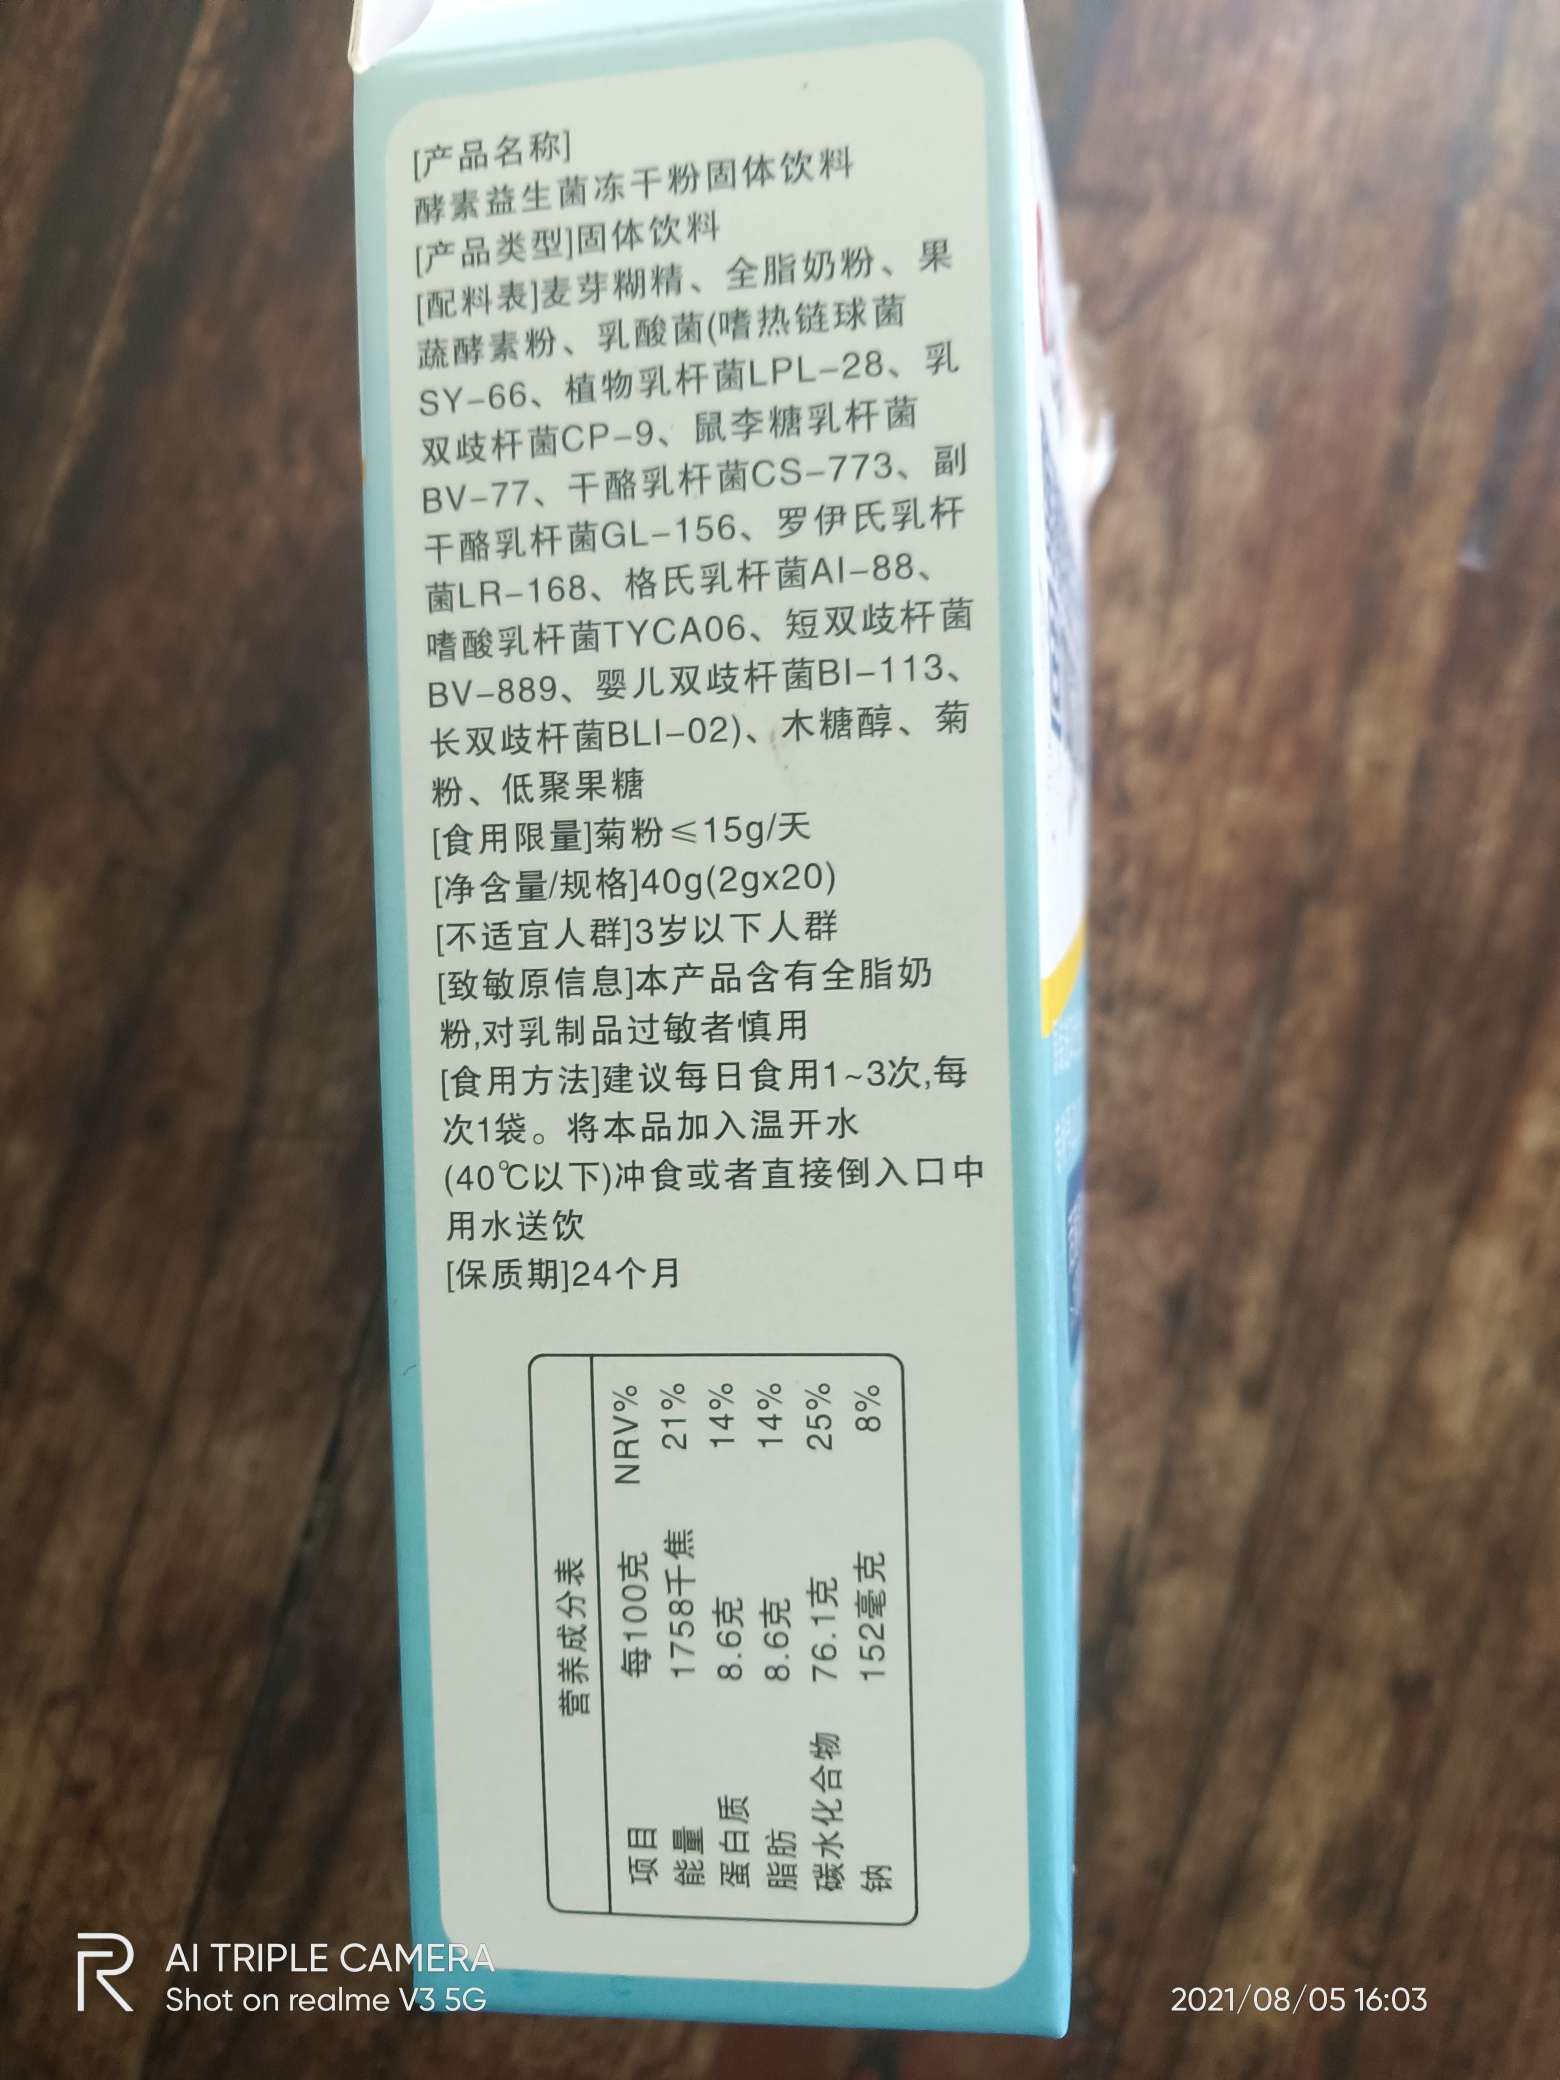 [产品名称]
酵素益生菌冻干粉固体饮料
[产品类型]固体饮料
[配料表]麦芽糊精、全脂奶粉、果
蔬酵素粉、乳酸菌(嗜热链球菌
SY-66、植物乳杆菌LPL-28、乳
双歧杆菌CP-9、鼠李糖乳杆菌
BV-77、干酪乳杆菌CS-773、副
干酪乳杆菌GL-156、罗伊氏乳杆
菌LR-168、格氏乳杆菌AI-88、
嗜酸乳杆菌TYCA06、短双歧杆菌
BV-889、婴儿双歧杆菌BI-113、
长双歧杆菌BLI-02)、木糖醇、菊
粉、低聚果糖
[食用限量]菊粉≤15g/天
[净含量/规格]40g(2gx20)
[不适宜人群]3岁以下人群
[致敏原信息]本产品含有全脂奶
粉,对乳制品过敏者慎用
[食用方法]建议每日食用1~3次,每
次1袋。将本品加入温开水
(40℃以下)冲食或者直接倒入口中
用水送饮
[保质期]24个月
营养成分表
项目 每100克 NRV%
能量 1758千焦 21%
蛋白质 8.6克 14%
脂肪 8.6克 14%
碳水化合物 76.1克 25%
钠 152毫克 8%
AI TRIPLE CAMERA
Shot on realme V3 5G
2021/08/05 16:03